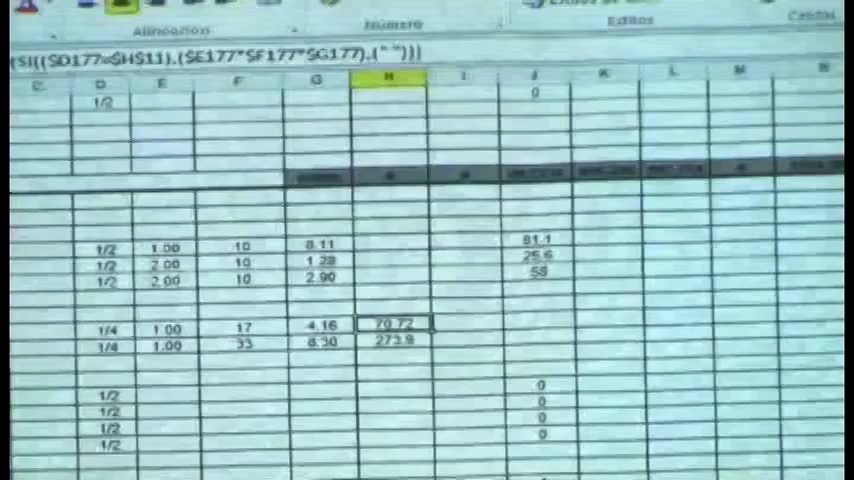 Alineación Número Estilos Celdas
(SI(($D177=$H$11),($E177*$F177*$G177),(" ")))
C D E F G H I J K L M N
1/2 0
1/2 1.00 10 8.11 81.1
1/2 2.00 10 1.28 25.6
1/2 2.00 10 2.90 58
1/4 1.00 17 4.16 70.72
1/4 1.00 33 8.30 273.9
1/2 0
1/2 0
1/2 0
1/2 0